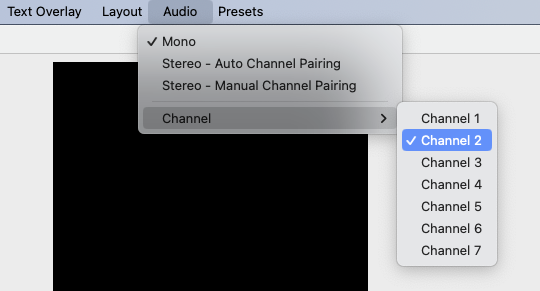 Text Overlay Layout Audio Presets
✓ Mono
Stereo - Auto Channel Pairing
Stereo - Manual Channel Pairing
Channel >
Channel 1
✓ Channel 2
Channel 3
Channel 4
Channel 5
Channel 6
Channel 7